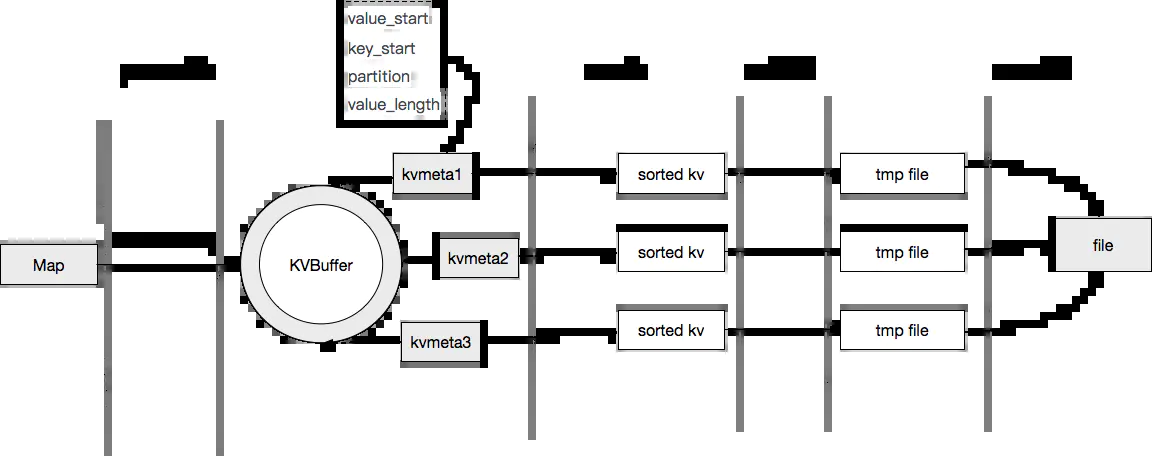 value_start
key_start
partition
value_length
kvmeta1
sorted kv
tmp file
Map
KVBuffer
kvmeta2
sorted kv
tmp file
file
kvmeta3
sorted kv
tmp file